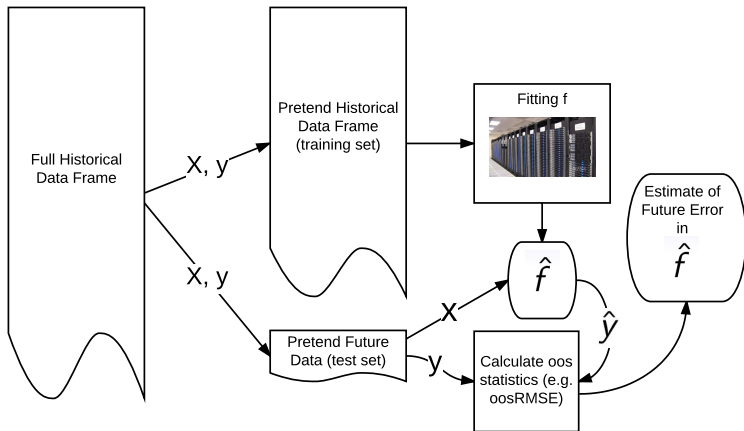 Full Historical
Data Frame
X, y
X, y
Pretend Historical
Data Frame
(training set)
Pretend Future
Data (test set)
Fitting f
f̂
X
y
ŷ
Calculate oos
statistics (e.g.
oosRMSE)
Estimate of
Future Error
in
f̂